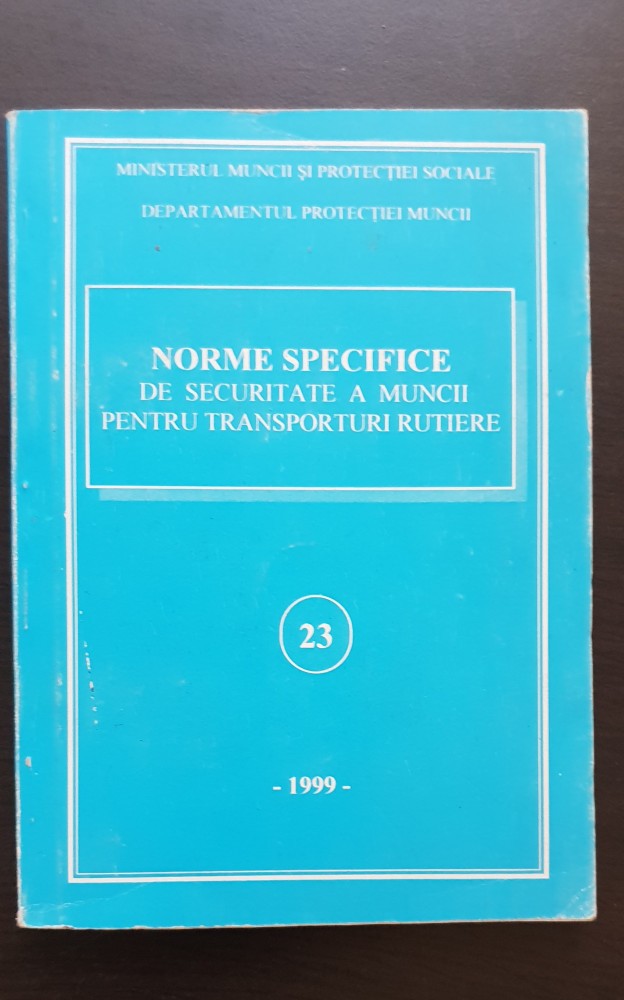 MINISTERUL MUNCII ȘI PROTECȚIEI SOCIALE
DEPARTAMENTUL PROTECȚIEI MUNCII
NORME SPECIFICE
DE SECURITATE A MUNCII
PENTRU TRANSPORTURI RUTIERE
23
- 1999 -